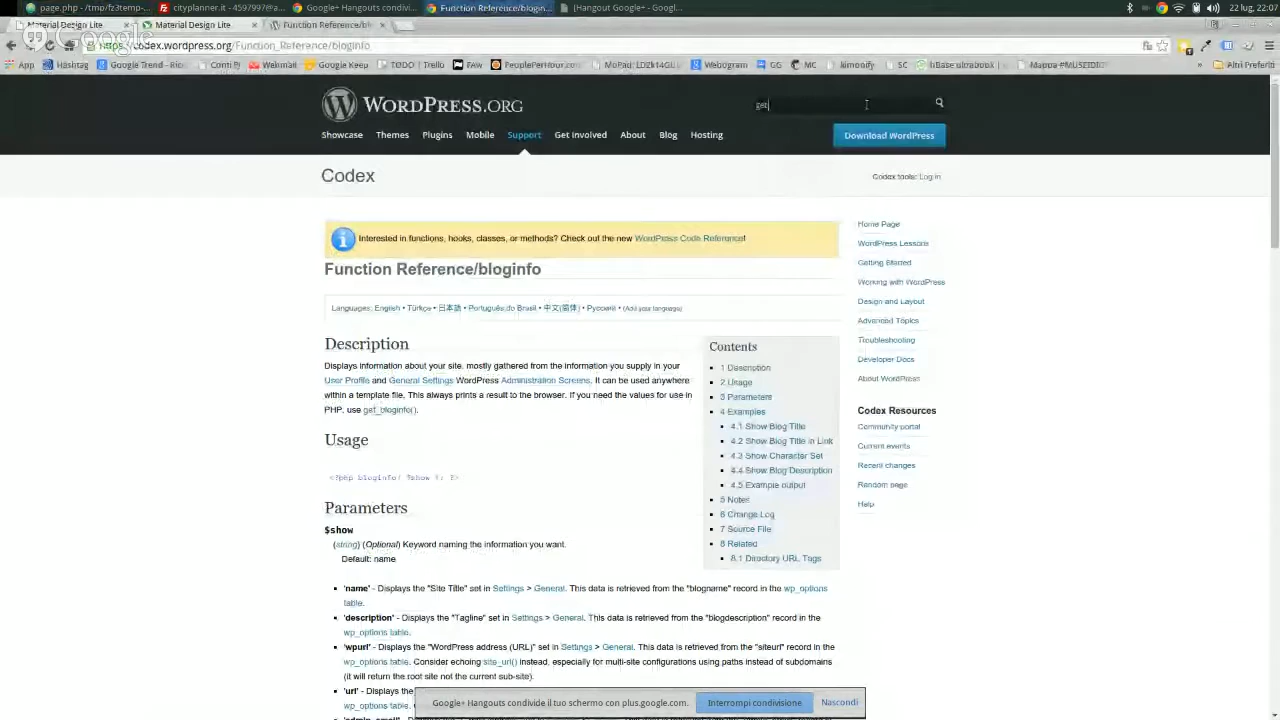 page.php - /tmp/fz3temp-...
cityplanner.it - 459799?@a...
Google+ Hangouts condivi...
Function Reference/blogin...
[Hangout Google+ - Googl...
22 lug, 22:07
Material Design Lite
Material Design Lite
Function Reference/bloginfo
Google
https://codex.wordpress.org/Function_Reference/bloginfo
App
Hashtag
Google Trend - Rice
Webmail
Google Keep
TODO | Trello
PeoplePerHour.com
Webogram
GG
MC
SC
Altri Preferiti
WORDPRESS.ORG
get
Showcase
Themes
Plugins
Mobile
Support
Get Involved
About
Blog
Hosting
Download WordPress
Codex
Codex tools: Log in
Interested in functions, hooks, classes, or methods? Check out the new WordPress Code Reference!
Function Reference/bloginfo
Languages: English • Türkçe • 日本語 • Português do Brasil • 中文(简体) • Русский • (Add your language)
Description
Displays information about your site, mostly gathered from the information you supply in your
User Profile and General Settings WordPress Administration Screens. It can be used anywhere
within a template file. This always prints a result to the browser. If you need the values for use in
PHP, use get_bloginfo().
Usage
<?php bloginfo( $show ); ?>
Parameters
$show
(string) (Optional) Keyword naming the information you want.
Default: name
'name' - Displays the "Site Title" set in Settings > General. This data is retrieved from the "blogname" record in the wp_options
table.
'description' - Displays the "Tagline" set in Settings > General. This data is retrieved from the "blogdescription" record in the
wp_options table.
'wpurl' - Displays the "WordPress address (URL)" set in Settings > General. This data is retrieved from the "siteurl" record in the
wp_options table. Consider echoing site_url() instead, especially for multi-site configurations using paths instead of subdomains
(it will return the root site not the current sub-site).
'url' - Displays the
wp_options table.
Contents
1 Description
2 Usage
3 Parameters
4 Examples
4.1 Show Blog Title
4.2 Show Blog Title in Link
4.3 Show Character Set
4.4 Show Blog Description
4.5 Example output
5 Notes
6 Change Log
7 Source File
8 Related
8.1 Directory URL Tags
Home Page
WordPress Lessons
Getting Started
Working with WordPress
Design and Layout
Advanced Topics
Troubleshooting
Developer Docs
About WordPress
Codex Resources
Community portal
Current events
Recent changes
Random page
Help
Google+ Hangouts condivide il tuo schermo con plus.google.com.
Interrompi condivisione
Nascondi